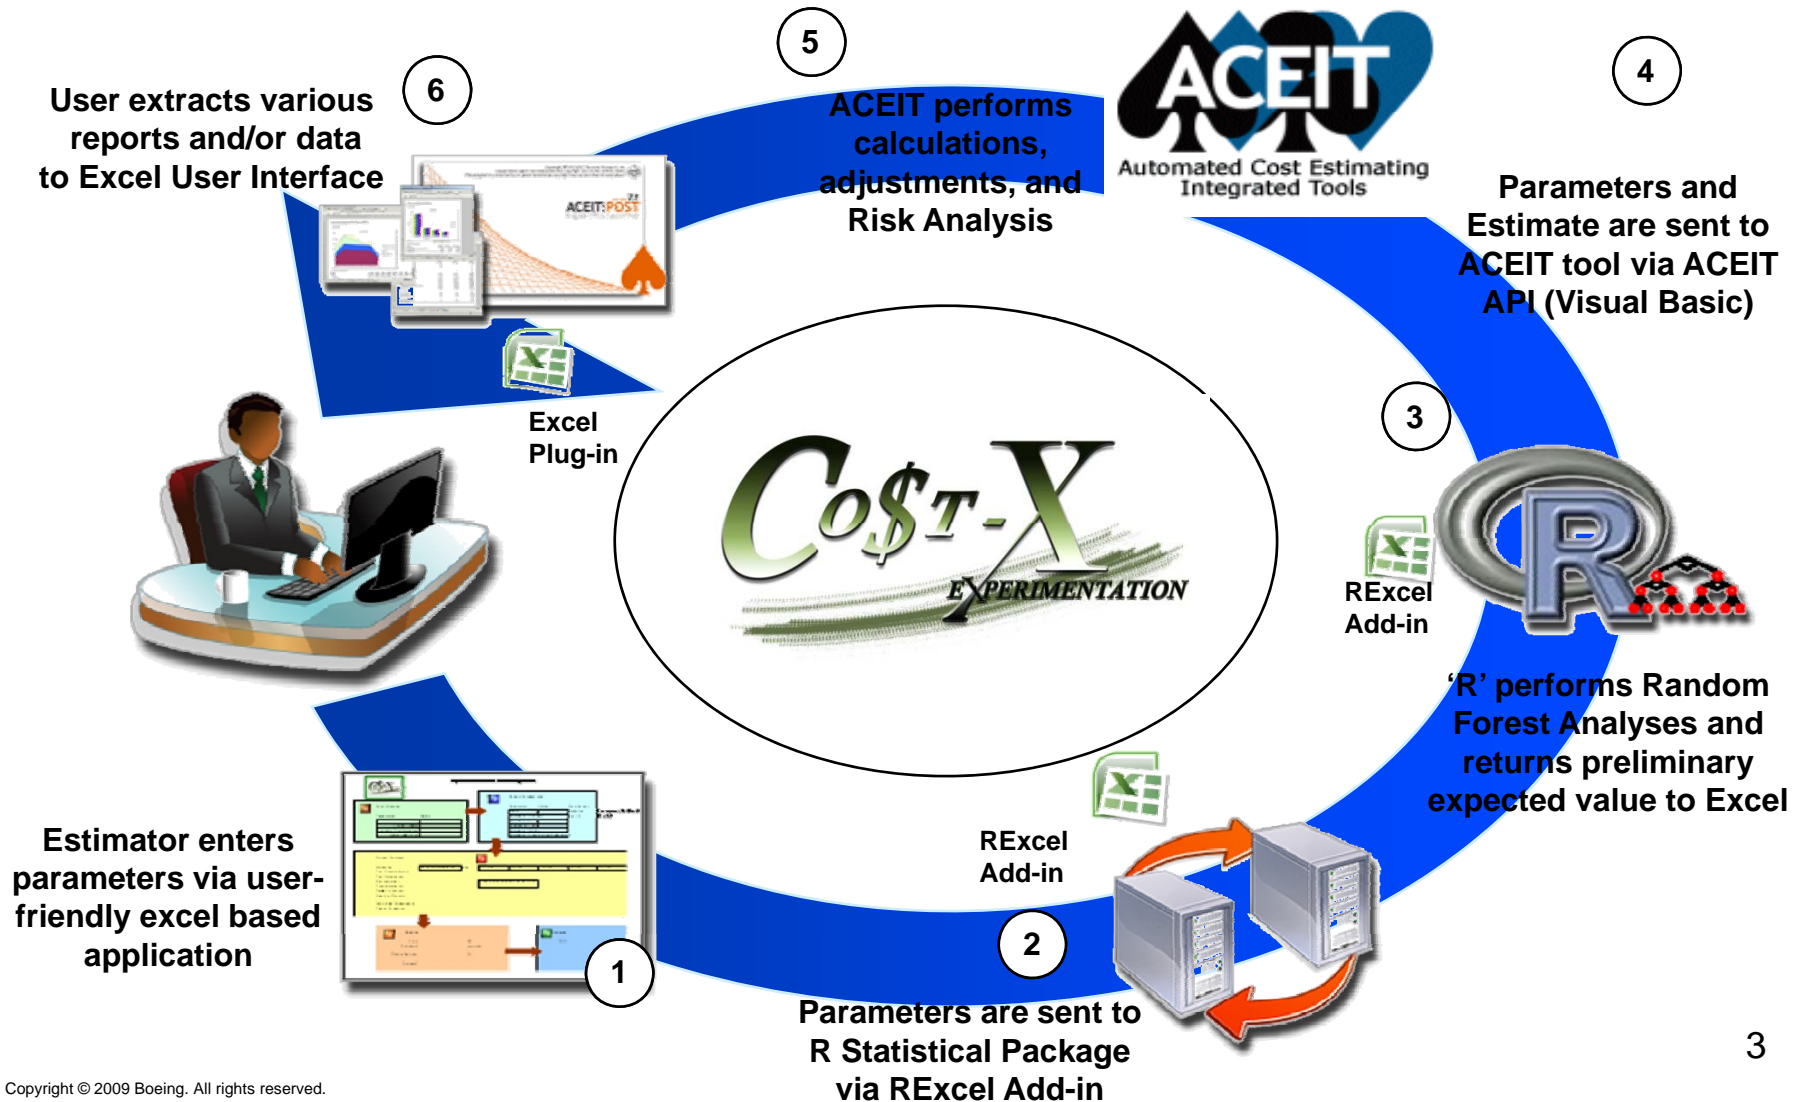 5
4
6
User extracts various
reports and/or data
to Excel User Interface
ACEIT performs
calculations,
adjustments, and
Risk Analysis
ACEIT
Automated Cost Estimating
Integrated Tools
Parameters and
Estimate are sent to
ACEIT tool via ACEIT
API (Visual Basic)
ACEIT:POST
Excel
Plug-in
3
CO$T-X
EXPERIMENTATION
R
RExcel
Add-in
‘R’ performs Random
Forest Analyses and
returns preliminary
expected value to Excel
RExcel
Add-in
Estimator enters
parameters via user-
friendly excel based
application
1
2
Parameters are sent to
R Statistical Package
via RExcel Add-in
3
Copyright © 2009 Boeing. All rights reserved.